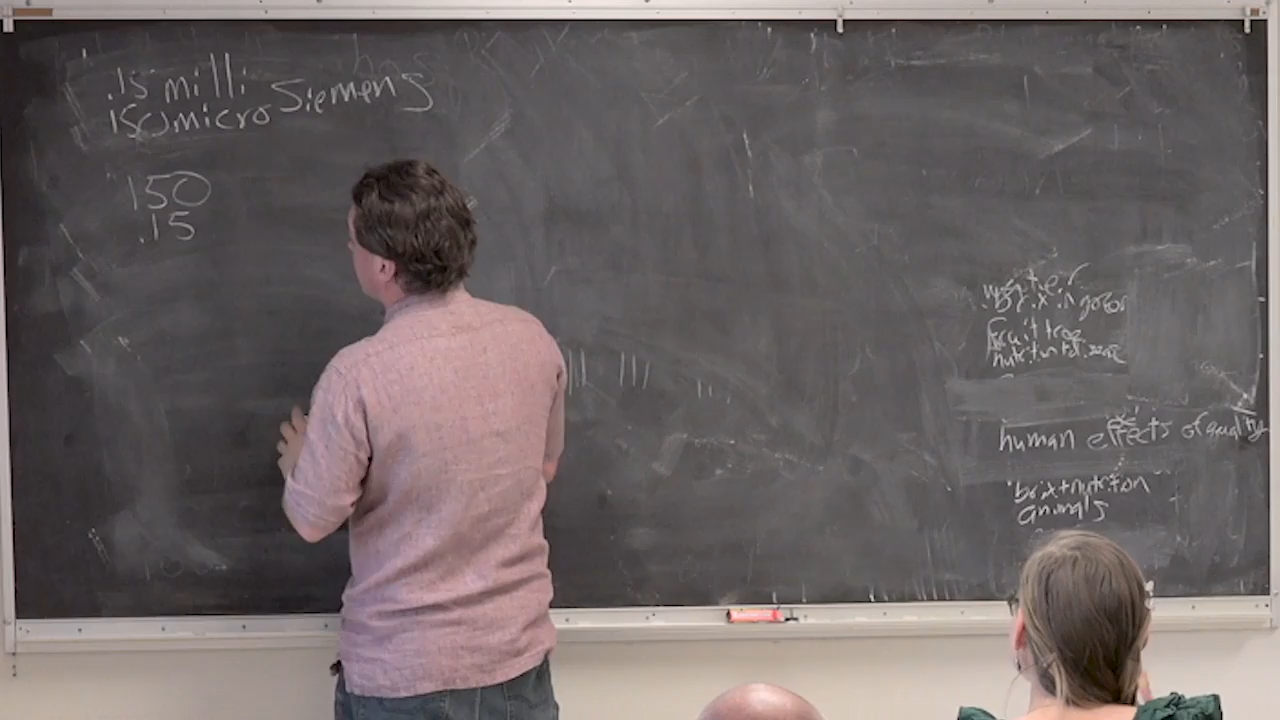 .15 milli
150 micro Siemens
150
.15
fruit tree
human effects of quality
brix + nutrition
animals